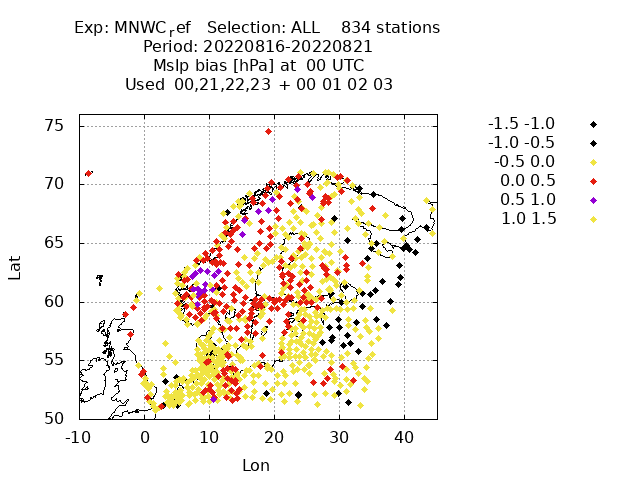 Exp: MNWC_ref   Selection: ALL    834 stations
Period: 20220816-20220821
Mslp bias [hPa] at  00 UTC
Used  00,21,22,23  + 00 01 02 03
-1.5 -1.0
-1.0 -0.5
-0.5 0.0
0.0 0.5
0.5 1.0
1.0 1.5
75
70
65
60
55
50
Lat
-10 0 10 20 30 40
Lon